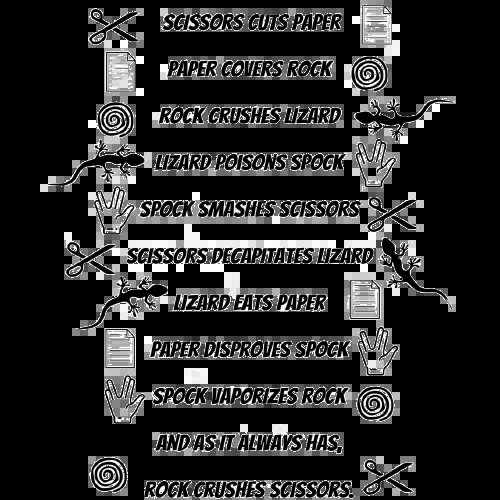 SCISSORS CUTS PAPER
PAPER COVERS ROCK
ROCK CRUSHES LIZARD
LIZARD POISONS SPOCK
SPOCK SMASHES SCISSORS
SCISSORS DECAPITATES LIZARD
LIZARD EATS PAPER
PAPER DISPROVES SPOCK
SPOCK VAPORIZES ROCK
AND AS IT ALWAYS HAS,
ROCK CRUSHES SCISSORS.